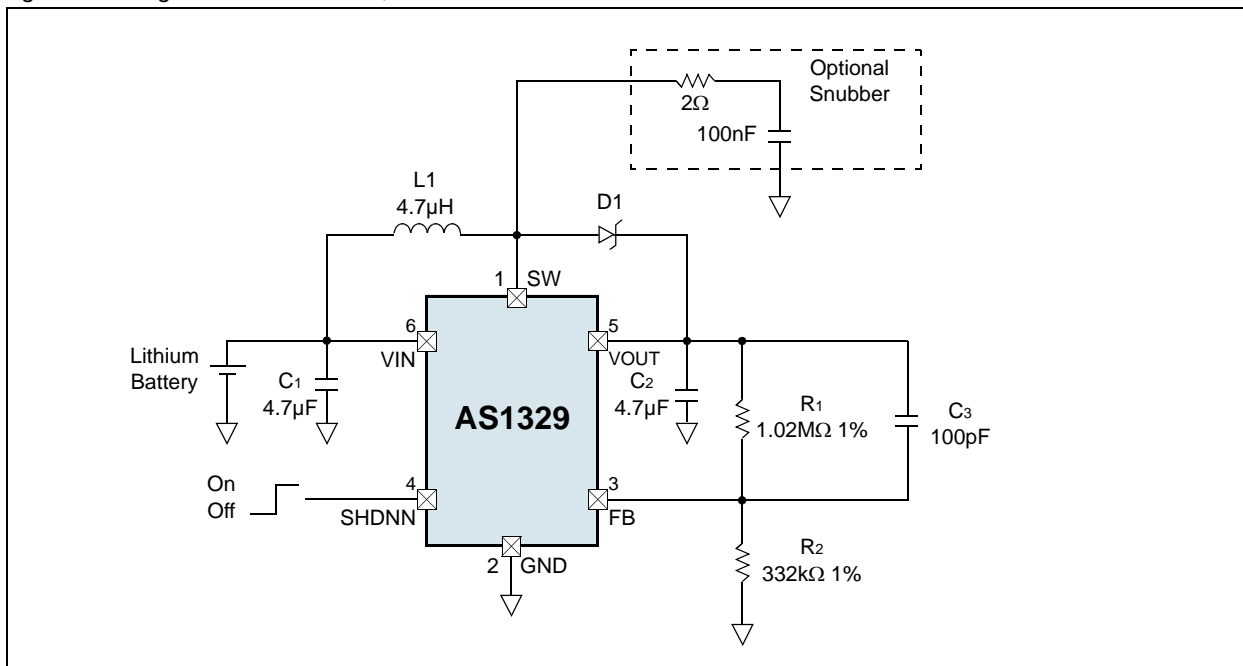 Optional
Snubber
2Ω
100nF
L1
4.7µH
D1
1 SW
6
VIN
5
VOUT
Lithium
Battery
C1
4.7µF
C2
4.7µF
AS1329
R1
1.02MΩ 1%
C3
100pF
On
Off
4
SHDNN
3
FB
2 GND
R2
332kΩ 1%